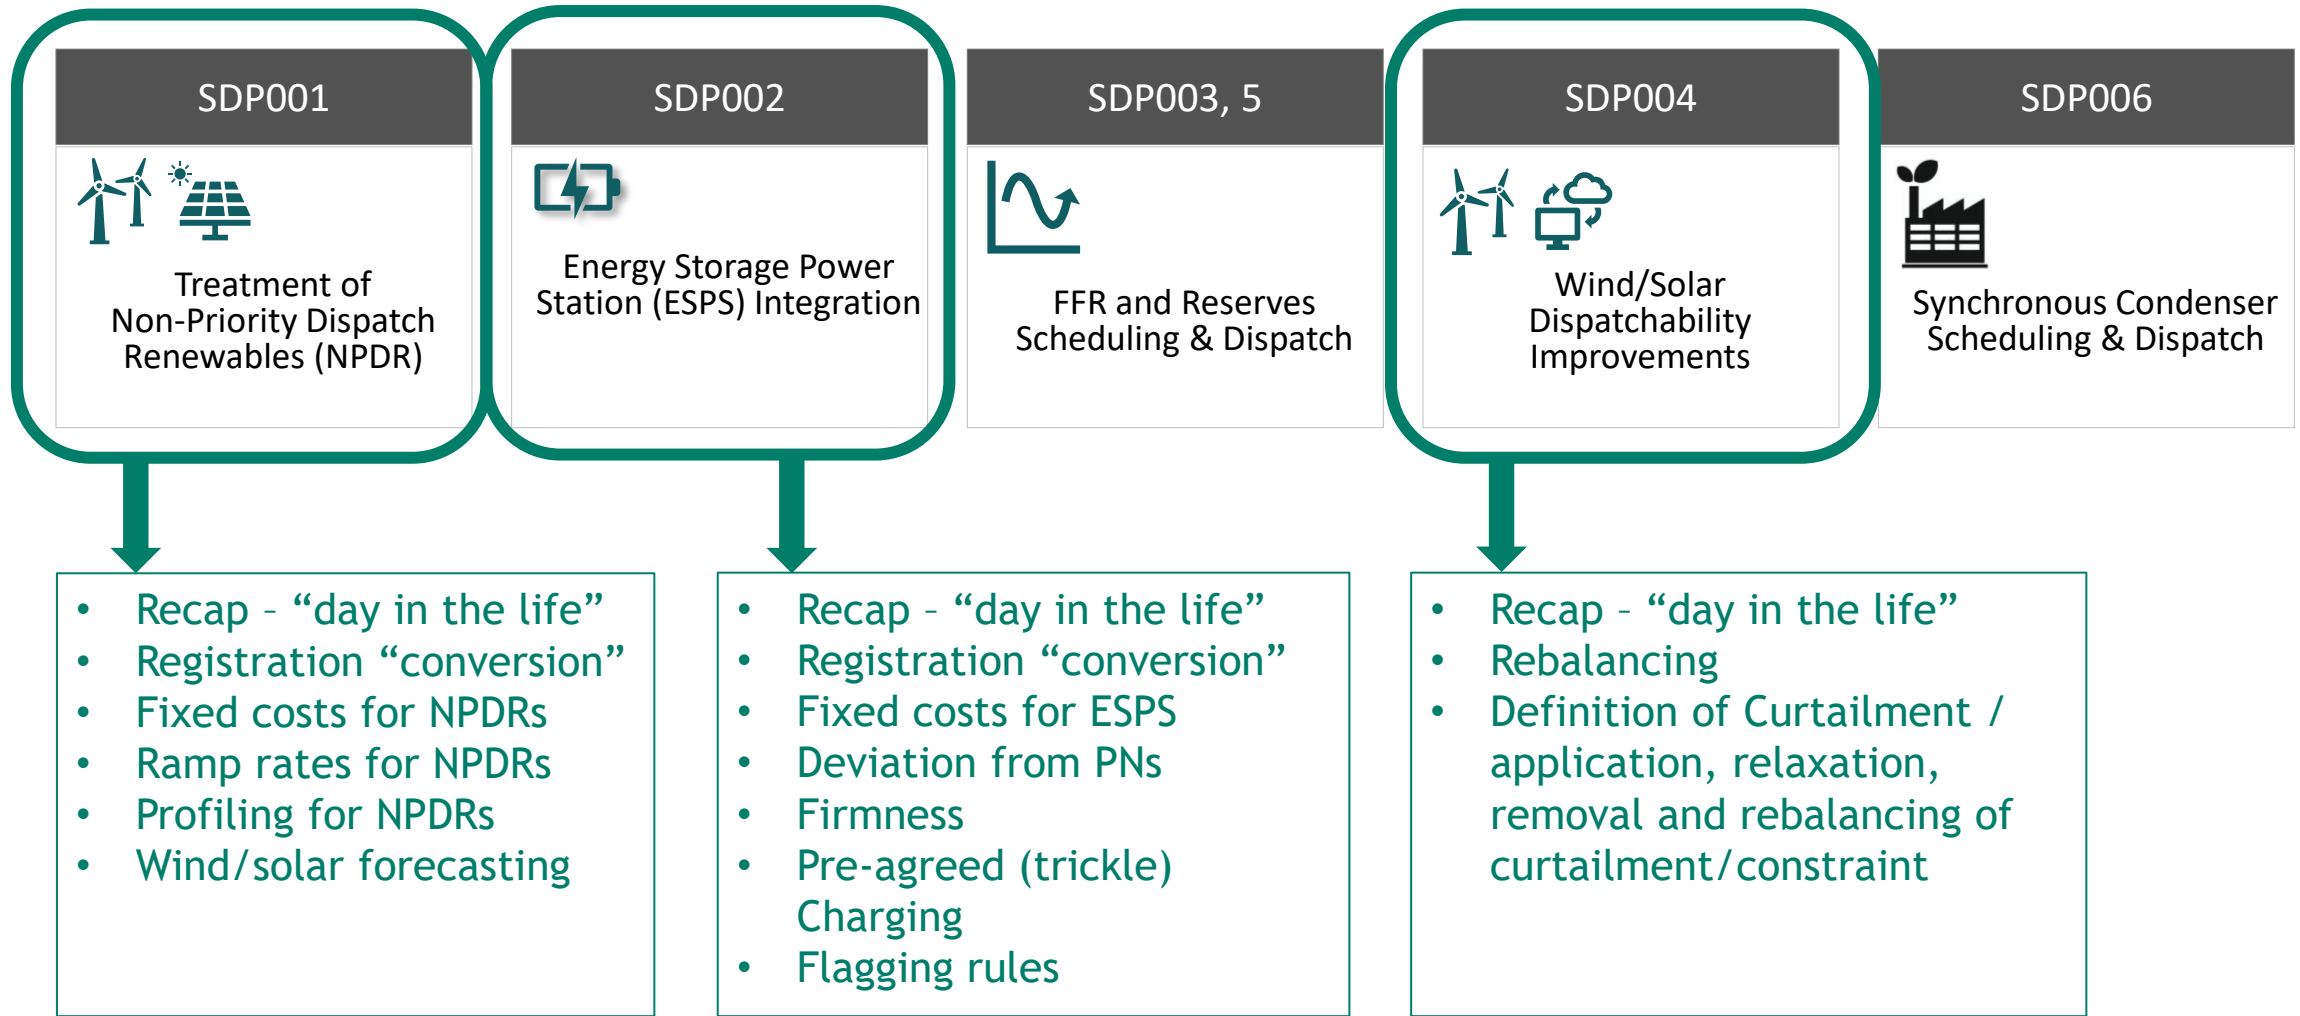 SDP001
Treatment of
Non-Priority Dispatch
Renewables (NPDR)
SDP002
Energy Storage Power
Station (ESPS) Integration
SDP003, 5
FFR and Reserves
Scheduling & Dispatch
SDP004
Wind/Solar
Dispatchability
Improvements
SDP006
Synchronous Condenser
Scheduling & Dispatch
• Recap – “day in the life”
• Registration “conversion”
• Fixed costs for NPDRs
• Ramp rates for NPDRs
• Profiling for NPDRs
• Wind/solar forecasting
• Recap – “day in the life”
• Registration “conversion”
• Fixed costs for ESPS
• Deviation from PNs
• Firmness
• Pre-agreed (trickle)
Charging
• Flagging rules
• Recap – “day in the life”
• Rebalancing
• Definition of Curtailment /
application, relaxation,
removal and rebalancing of
curtailment/constraint